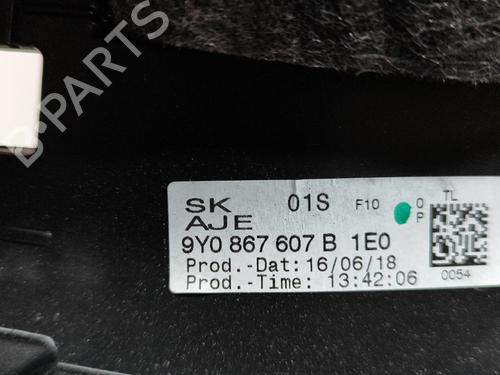 B-PARTS
SK 01S F10 O TL
AJE P
9Y0 867 607 B 1E0
Prod.-Dat: 16/06/18
Prod.-Time: 13:42:06 0054
B-PARTS